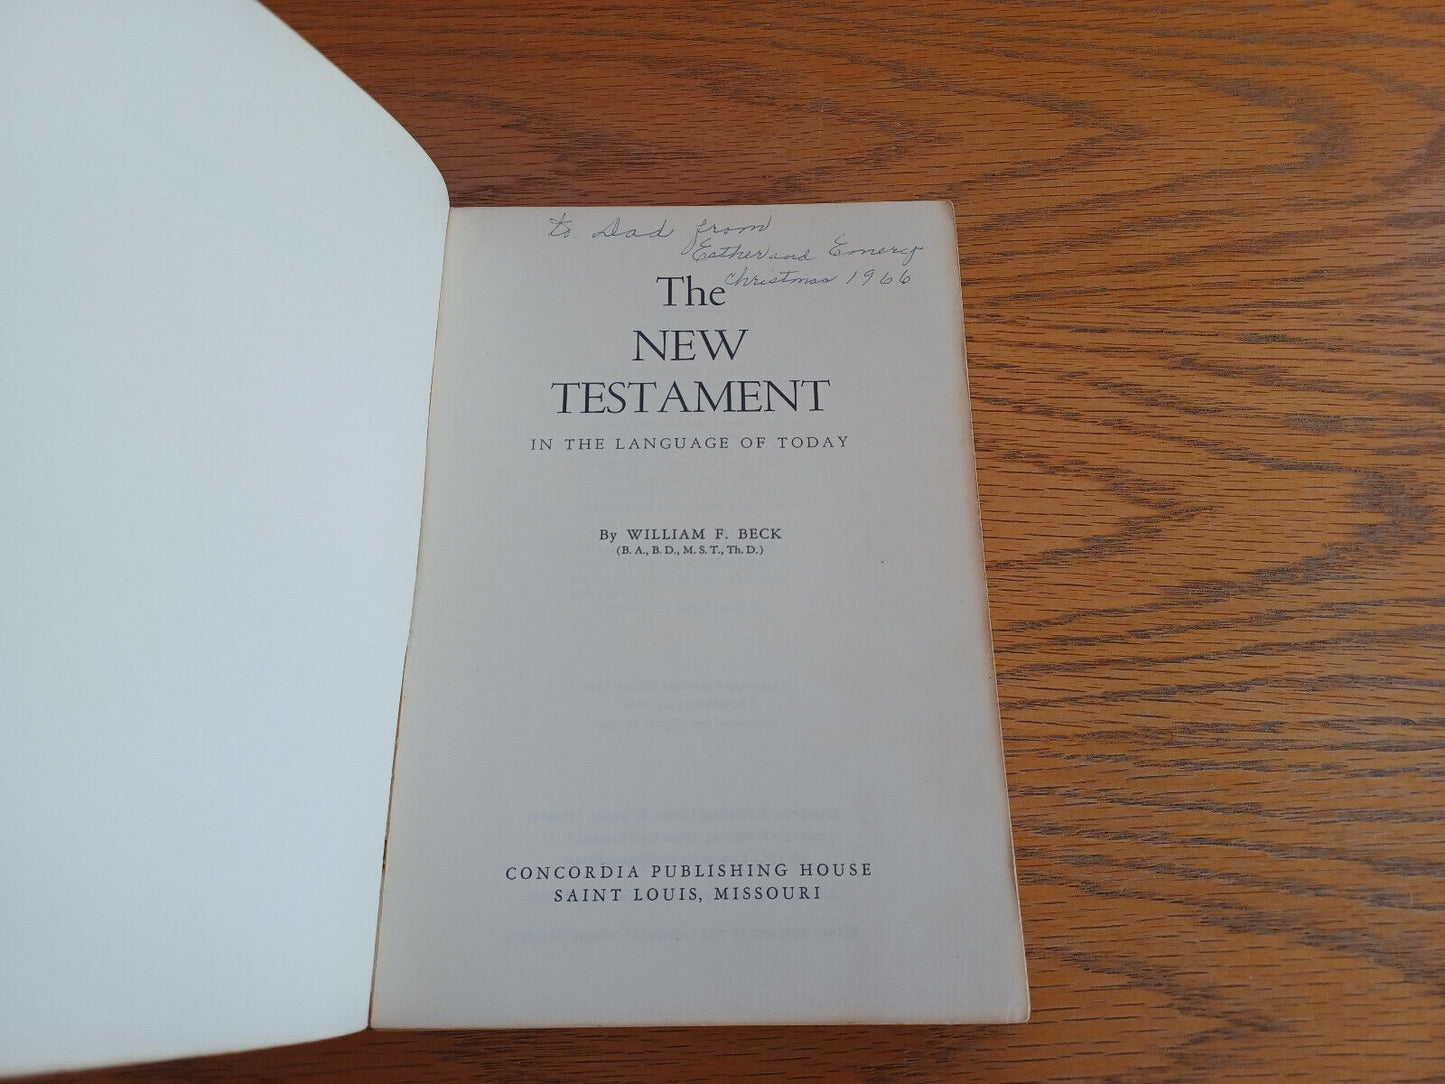 to Dad from
Esther and Emery
Christmas 1966
The
NEW
TESTAMENT
IN THE LANGUAGE OF TODAY
By WILLIAM F. BECK
(B. A., B. D., M. S. T., Th. D.)
CONCORDIA PUBLISHING HOUSE
SAINT LOUIS, MISSOURI